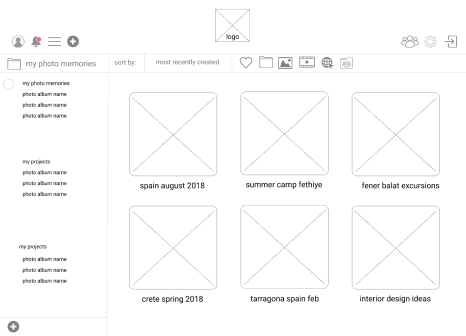 logo
my photo memories
sort by:
most recently created
my photo memories
photo album name
photo album name
photo album name
my projects
photo album name
photo album name
photo album name
my projects
photo album name
photo album name
photo album name
spain august 2018
summer camp fethiye
fener balat excursions
crete spring 2018
tarragona spain feb
interior design ideas